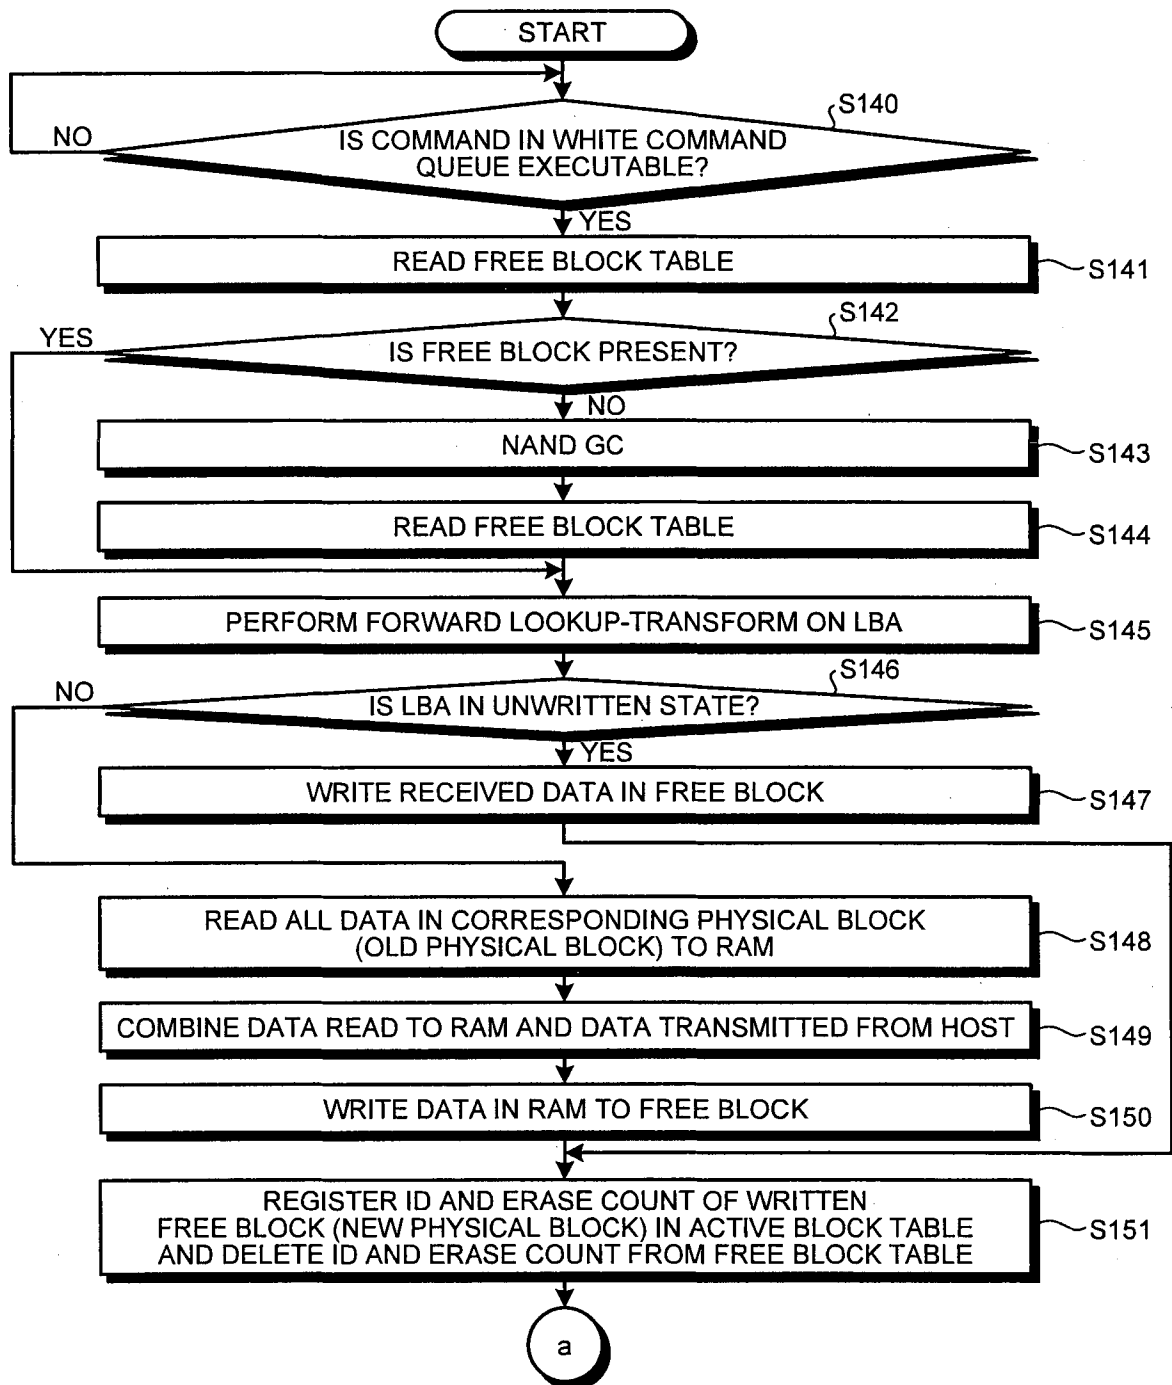 START
S140
NO
IS COMMAND IN WHITE COMMAND
QUEUE EXECUTABLE?
YES
READ FREE BLOCK TABLE
S141
S142
YES
IS FREE BLOCK PRESENT?
NO
NAND GC
S143
READ FREE BLOCK TABLE
S144
PERFORM FORWARD LOOKUP-TRANSFORM ON LBA
S145
S146
NO
IS LBA IN UNWRITTEN STATE?
YES
WRITE RECEIVED DATA IN FREE BLOCK
S147
READ ALL DATA IN CORRESPONDING PHYSICAL BLOCK
(OLD PHYSICAL BLOCK) TO RAM
S148
COMBINE DATA READ TO RAM AND DATA TRANSMITTED FROM HOST
S149
WRITE DATA IN RAM TO FREE BLOCK
S150
REGISTER ID AND ERASE COUNT OF WRITTEN
FREE BLOCK (NEW PHYSICAL BLOCK) IN ACTIVE BLOCK TABLE
AND DELETE ID AND ERASE COUNT FROM FREE BLOCK TABLE
S151
a